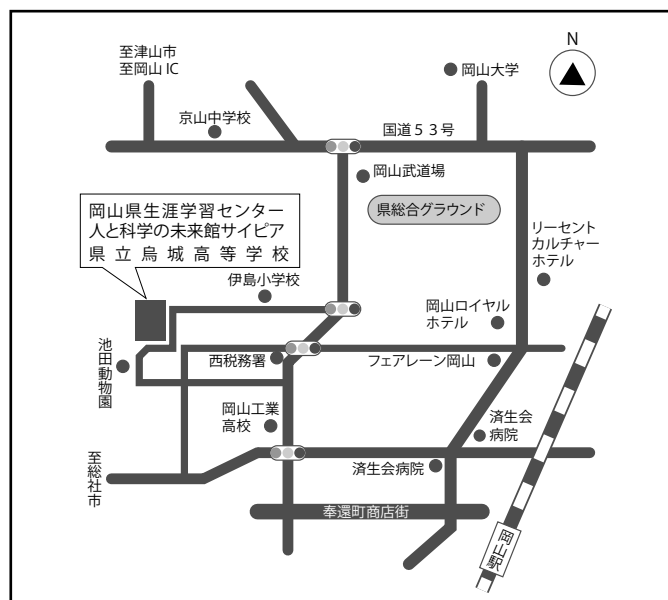 至津山市
至岡山 IC
N
岡山大学
京山中学校
国道５３号
岡山武道場
岡山県生涯学習センター
人と科学の未来館サイピア
県立烏城高等学校
県総合グラウンド
リーセント
カルチャー
ホテル
伊島小学校
岡山ロイヤル
ホテル
池田動物園
西税務署
フェアレーン岡山
岡山工業
高校
済生会
病院
至総社市
済生会病院
奉還町商店街
岡山駅